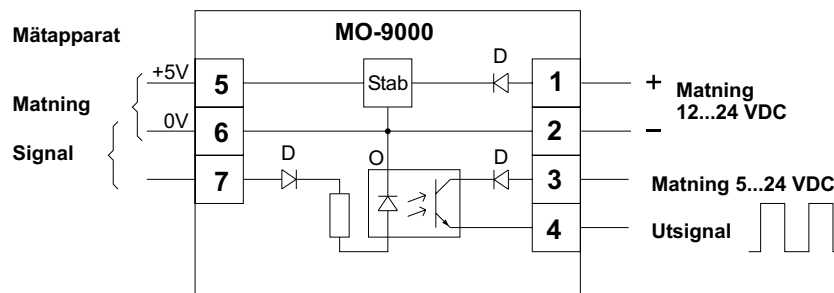 Mätapparat
MO-9000
D
+5V
5
Stab
1
+ Matning
12...24 VDC
Matning
0V
6
2
–
Signal
D
O
D
7
3
Matning 5...24 VDC
4
Utsignal